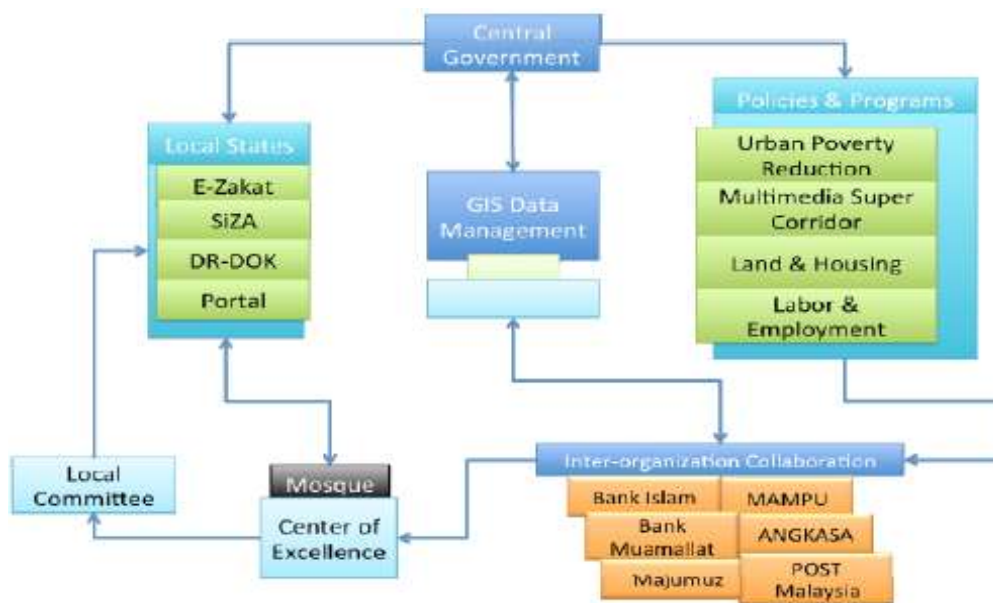 Central
Government
Policies & Programs
Local States
Urban Poverty
Reduction
E-Zakat
GIS Data
Management
Multimedia Super
Corridor
SiZA
DR-DOK
Land & Housing
Portal
Labor &
Employment
Local
Committee
Mosque
Center of
Excellence
Inter-organization Collaboration
Bank Islam
MAMPU
Bank
Muamallat
ANGKASA
Majumuz
POST
Malaysia